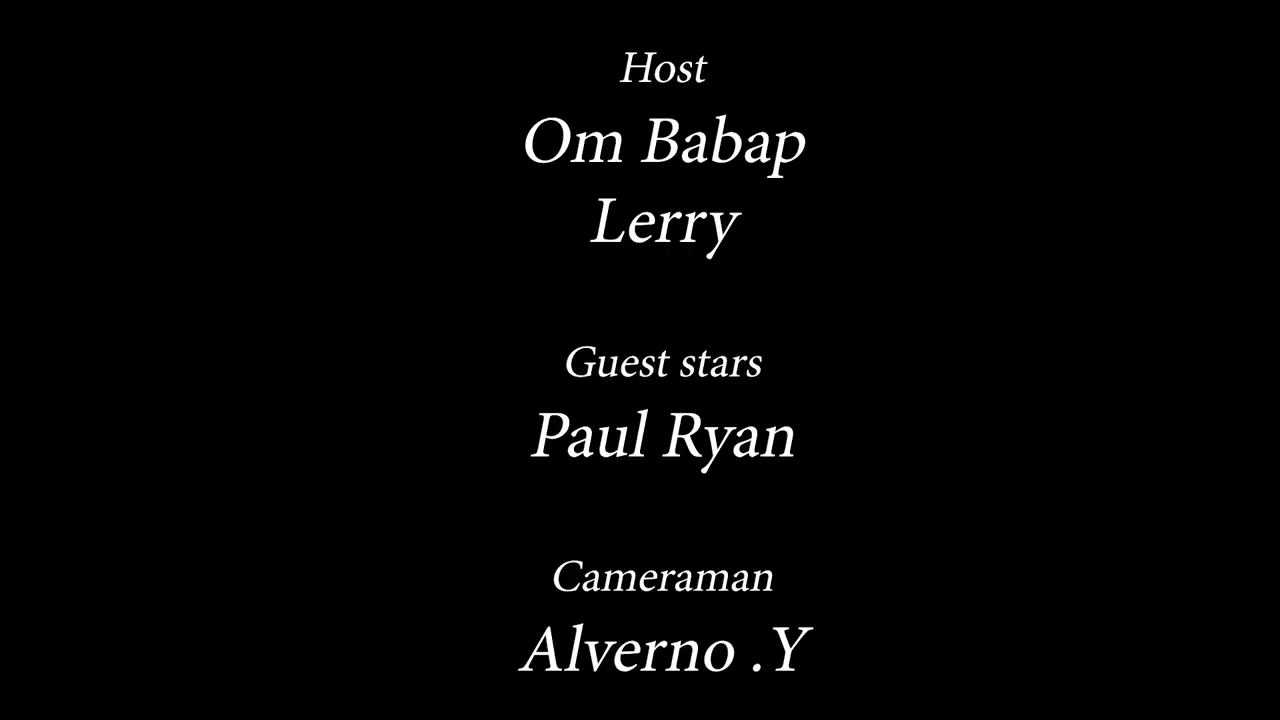 Host
Om Babap
Lerry
Guest stars
Paul Ryan
Cameraman
Alverno .Y